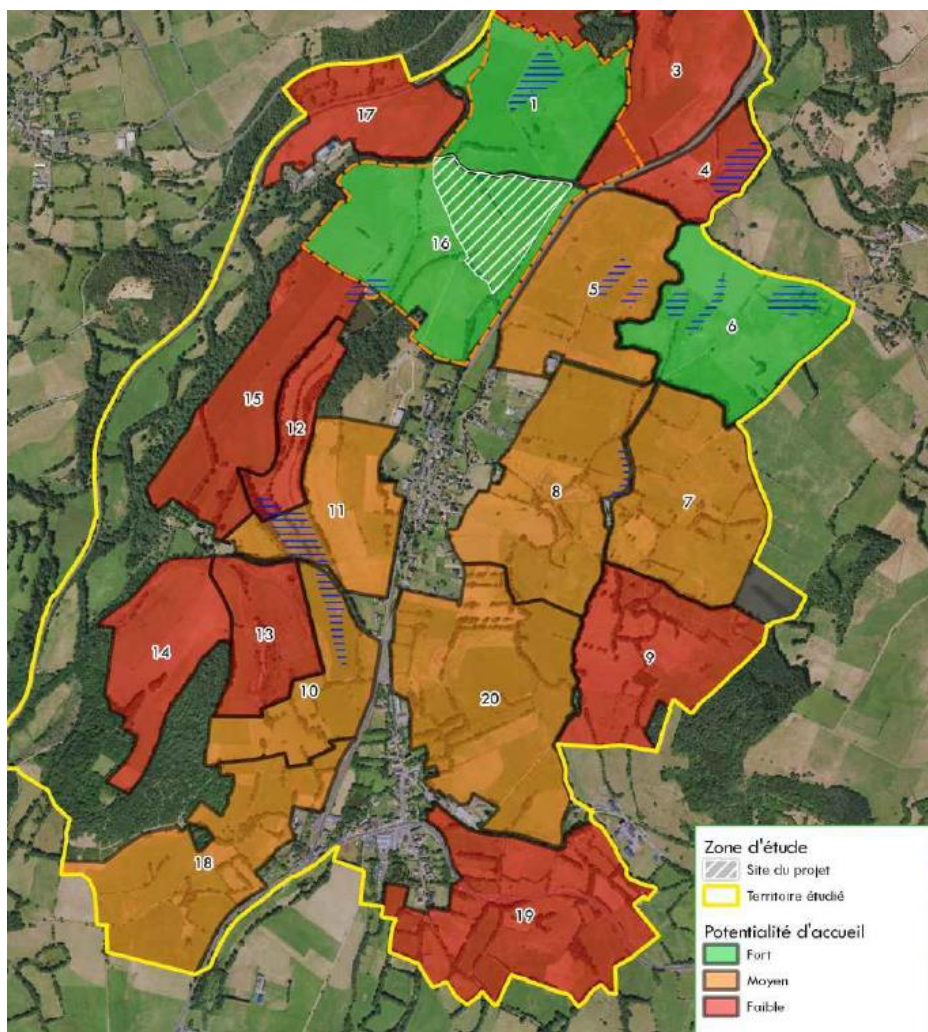 3
1
17
4
16
5
6
15
12
11
8
7
13
14
9
10
20
18
19
Zone d'étude
Site du projet
Territoire étudié
Potentialité d'accueil
Fort
Moyen
Faible